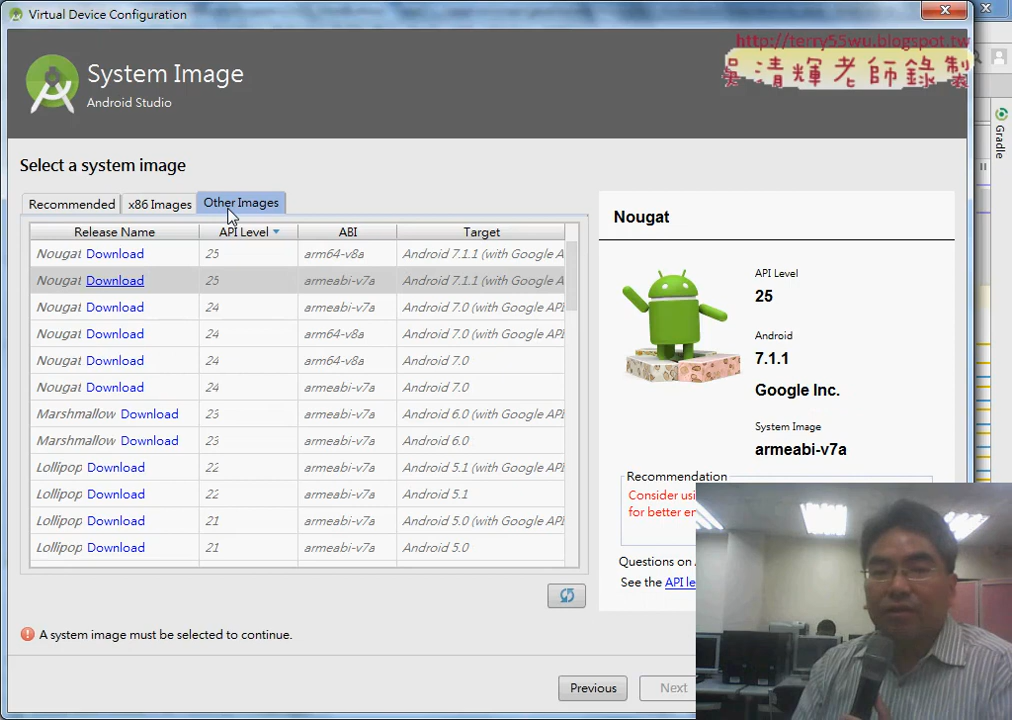 Virtual Device Configuration
http://terry55wu.blogspot.tw
吳清輝老師錄製
System Image
Android Studio
Gradle
Select a system image
Recommended x86 Images Other Images
Release Name API Level ABI Target
Nougat Download 25 arm64-v8a Android 7.1.1 (with Google A
Nougat Download 25 armeabi-v7a Android 7.1.1 (with Google A
Nougat Download 24 armeabi-v7a Android 7.0 (with Google API
Nougat Download 24 arm64-v8a Android 7.0 (with Google API
Nougat Download 24 arm64-v8a Android 7.0
Nougat Download 24 armeabi-v7a Android 7.0
Marshmallow Download 23 armeabi-v7a Android 6.0 (with Google API
Marshmallow Download 23 armeabi-v7a Android 6.0
Lollipop Download 22 armeabi-v7a Android 5.1 (with Google API
Lollipop Download 22 armeabi-v7a Android 5.1
Lollipop Download 21 armeabi-v7a Android 5.0 (with Google API
Lollipop Download 21 armeabi-v7a Android 5.0
Nougat
API Level
25
Android
7.1.1
Google Inc.
System Image
armeabi-v7a
Recommendation
Consider usi
for better e
Questions on
See the API le
A system image must be selected to continue.
Previous Next